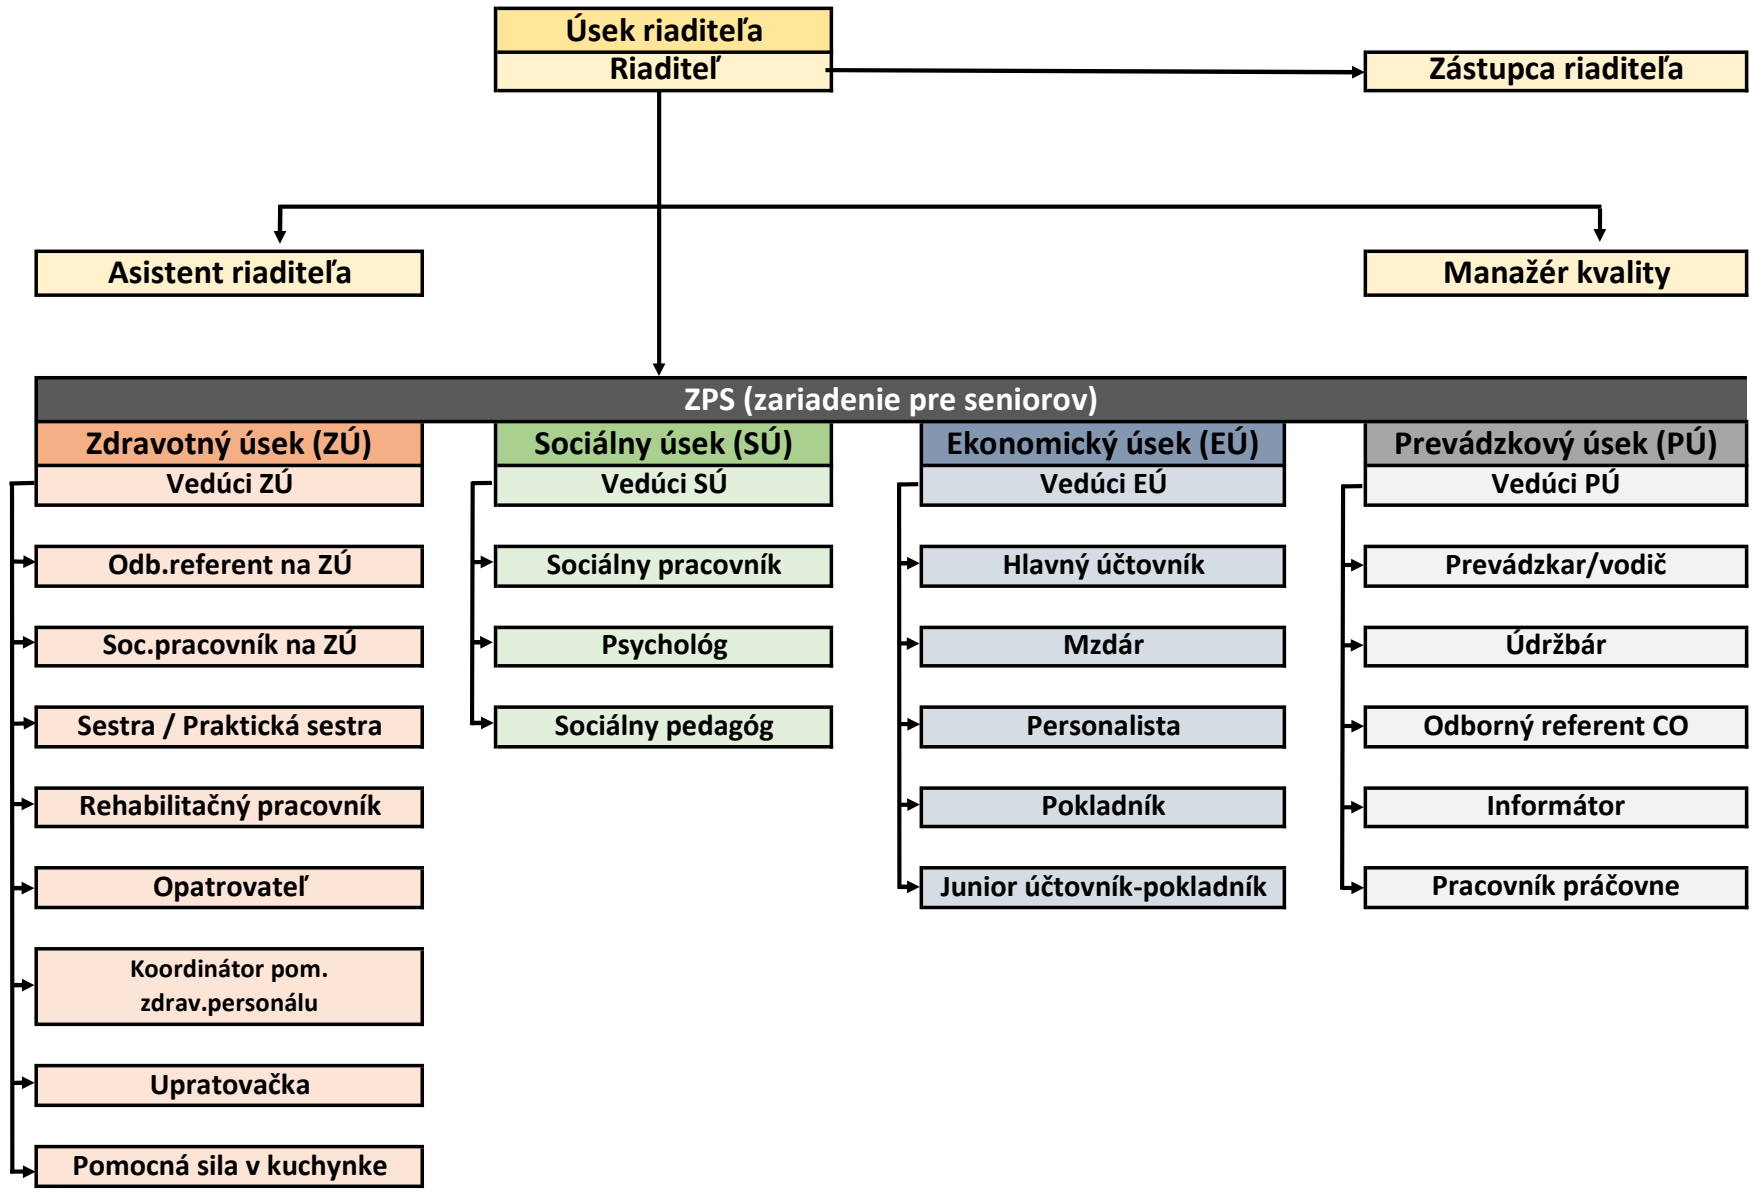 Úsek riaditeľa
Riaditeľ
Zástupca riaditeľa
Asistent riaditeľa
Manažér kvality
ZPS (zariadenie pre seniorov)
Zdravotný úsek (ZÚ)
Vedúci ZÚ
Odb.referent na ZÚ
Soc.pracovník na ZÚ
Sestra / Praktická sestra
Rehabilitačný pracovník
Opatrovateľ
Koordinátor pom.
zdrav.personálu
Upratovačka
Pomocná sila v kuchynke
Sociálny úsek (SÚ)
Vedúci SÚ
Sociálny pracovník
Psychológ
Sociálny pedagóg
Ekonomický úsek (EÚ)
Vedúci EÚ
Hlavný účtovník
Mzdár
Personalista
Pokladník
Junior účtovník-pokladník
Prevádzkový úsek (PÚ)
Vedúci PÚ
Prevádzkar/vodič
Údržbár
Odborný referent CO
Informátor
Pracovník práčovne